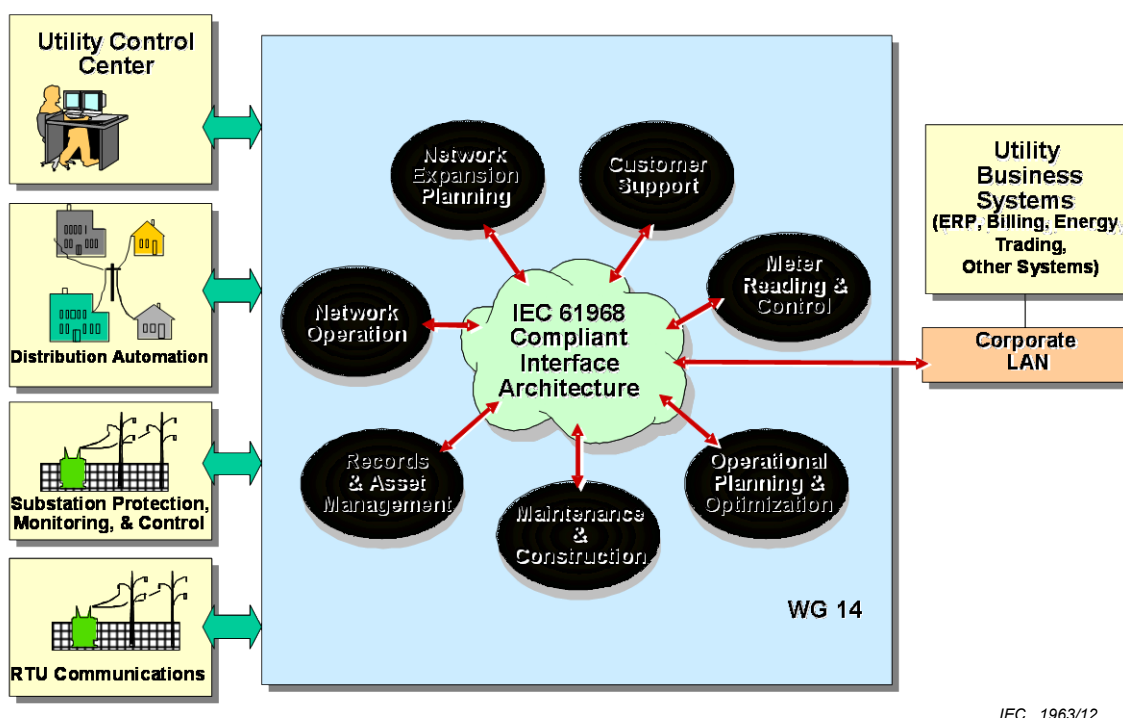 Utility Control
Center
Distribution Automation
Substation Protection,
Monitoring, & Control
RTU Communications
Network
Expansion
Planning
Customer
Support
Network
Operation
IEC 61968
Compliant
Interface
Architecture
Meter
Reading &
Control
Records
& Asset
Management
Maintenance
&
Construction
Operational
Planning &
Optimization
WG 14
Utility
Business
Systems
(ERP, Billing, Energy
Trading,
Other Systems)
Corporate
LAN
IEC 1963/12